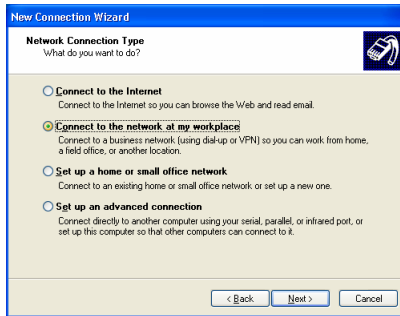 New Connection Wizard
Network Connection Type
What do you want to do?
Connect to the Internet
Connect to the Internet so you can browse the Web and read email.
Connect to the network at my workplace
Connect to a business network (using dial-up or VPN) so you can work from home,
a field office, or another location.
Set up a home or small office network
Connect to an existing home or small office network or set up a new one.
Set up an advanced connection
Connect directly to another computer using your serial, parallel, or infrared port, or
set up this computer so that other computers can connect to it.
< Back Next > Cancel